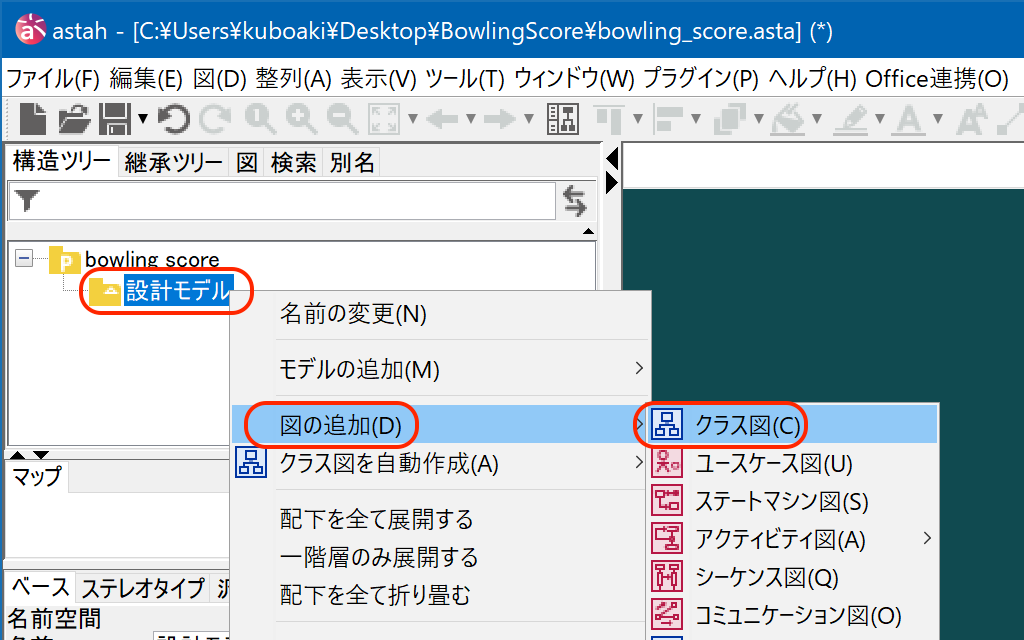 astah - [C:¥Users¥kuboaki¥Desktop¥BowlingScore¥bowling_score.asta] (*)
ファイル(F) 編集(E) 図(D) 整列(A) 表示(V) ツール(T) ウィンドウ(W) プラグイン(P) ヘルプ(H) Office連携(O)
構造ツリー 継承ツリー 図 検索 別名
bowling_score
設計モデル
名前の変更(N)
モデルの追加(M)
図の追加(D)
クラス図を自動作成(A)
配下を全て展開する
一階層のみ展開する
配下を全て折り畳む
クラス図(C)
ユースケース図(U)
ステートマシン図(S)
アクティビティ図(A)
シーケンス図(Q)
コミュニケーション図(O)
マップ
ベース ステレオタイプ
名前空間